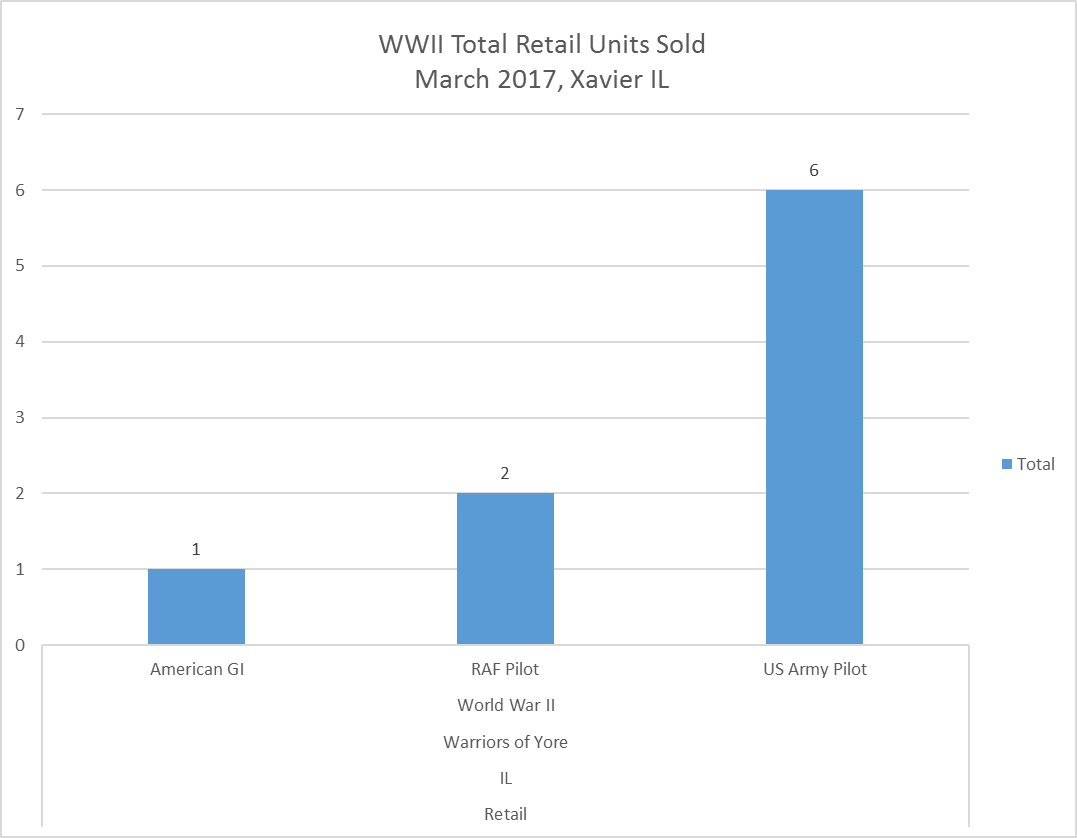 WWII Total Retail Units Sold
March 2017, Xavier IL
7
6
5
4
3
2
1
0
1
2
6
Total
American GI
RAF Pilot
US Army Pilot
World War II
Warriors of Yore
IL
Retail